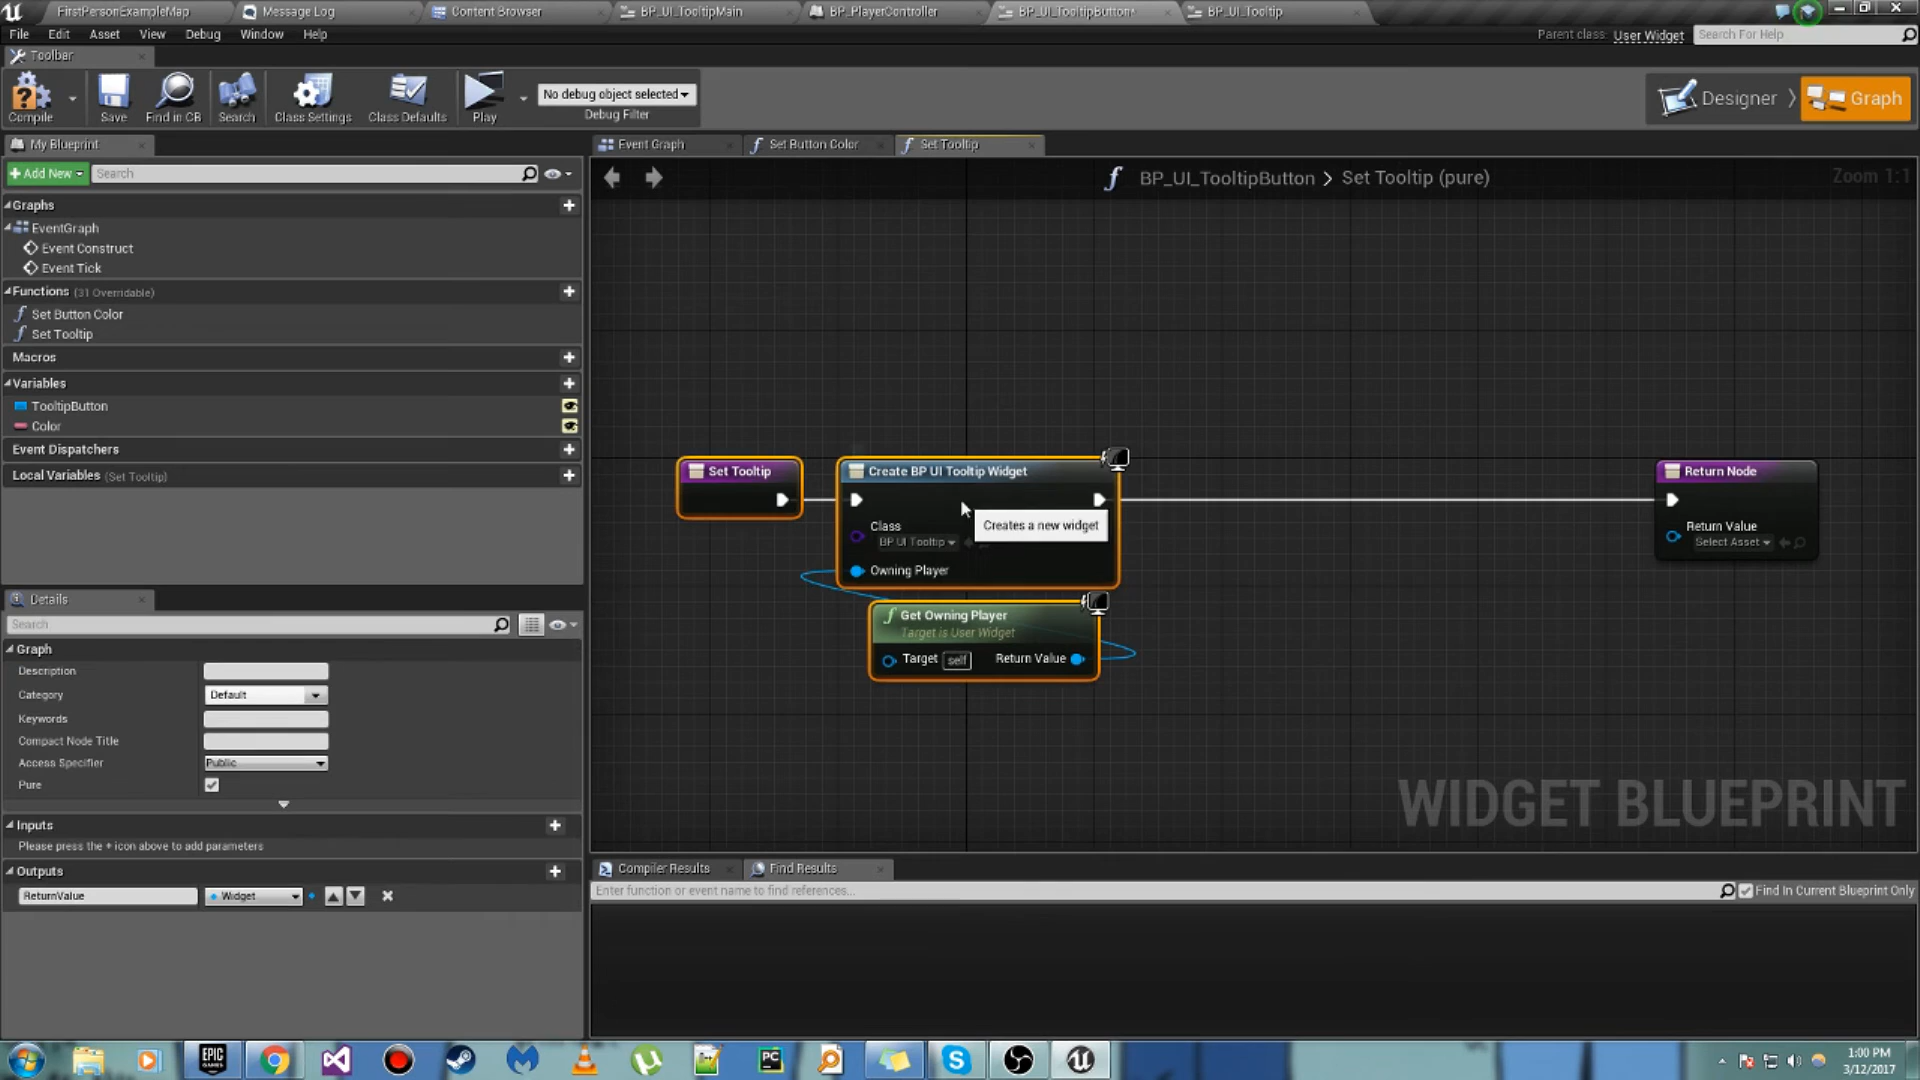 FirstPersonExampleMap
Message Log
Content Browser
BP_UI_TooltipMain
BP_PlayerController
BP_UI_TooltipButton*
BP_UI_Tooltip
File Edit Asset View Debug Window Help
Parent class: User Widget
Search For Help
Toolbar
Compile
Save
Find in CB
Search
Class Settings
Class Defaults
Play
No debug object selected
Debug Filter
Designer
Graph
My Blueprint
Event Graph
Set Button Color
Set Tooltip
+ Add New
Search
BP_UI_TooltipButton > Set Tooltip (pure)
Zoom 1:1
Graphs
EventGraph
Event Construct
Event Tick
Functions (31 Overridable)
Set Button Color
Set Tooltip
Macros
Variables
TooltipButton
Color
Event Dispatchers
Local Variables (Set Tooltip)
Set Tooltip
Create BP UI Tooltip Widget
Class
BP UI Tooltip
Owning Player
Creates a new widget
Get Owning Player
Target is User Widget
Target self
Return Value
Return Node
Return Value
Select Asset
WIDGET BLUEPRINT
Details
Search
Graph
Description
Category Default
Keywords
Compact Node Title
Access Specifier Public
Pure
Inputs
Please press the + icon above to add parameters
Outputs
ReturnValue Widget
Compiler Results
Find Results
Enter function or event name to find references...
Find In Current Blueprint Only
EPIC GAMES
PC
1:00 PM
3/12/2017